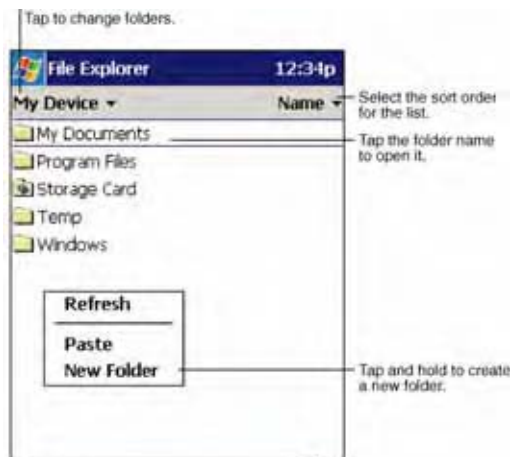 Tap to change folders.
File Explorer 12:34p
My Device Name
Select the sort order
for the list.
My Documents
Tap the folder name
to open it.
Program Files
Storage Card
Temp
Windows
Refresh
Paste
New Folder
Tap and hold to create
a new folder.